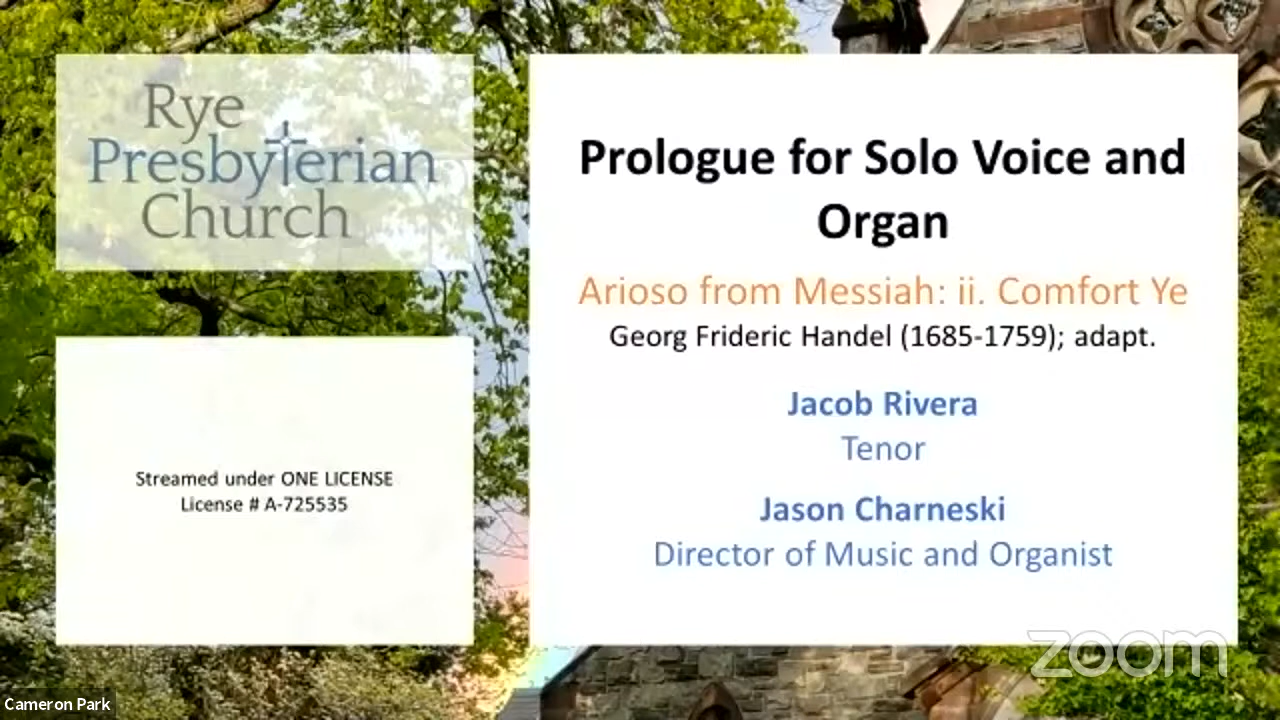 Rye
Presbyterian
Church
Streamed under ONE LICENSE
License # A-725535
Prologue for Solo Voice and
Organ
Arioso from Messiah: ii. Comfort Ye
Georg Frideric Handel (1685-1759); adapt.
Jacob Rivera
Tenor
Jason Charneski
Director of Music and Organist
zoom
Cameron Park